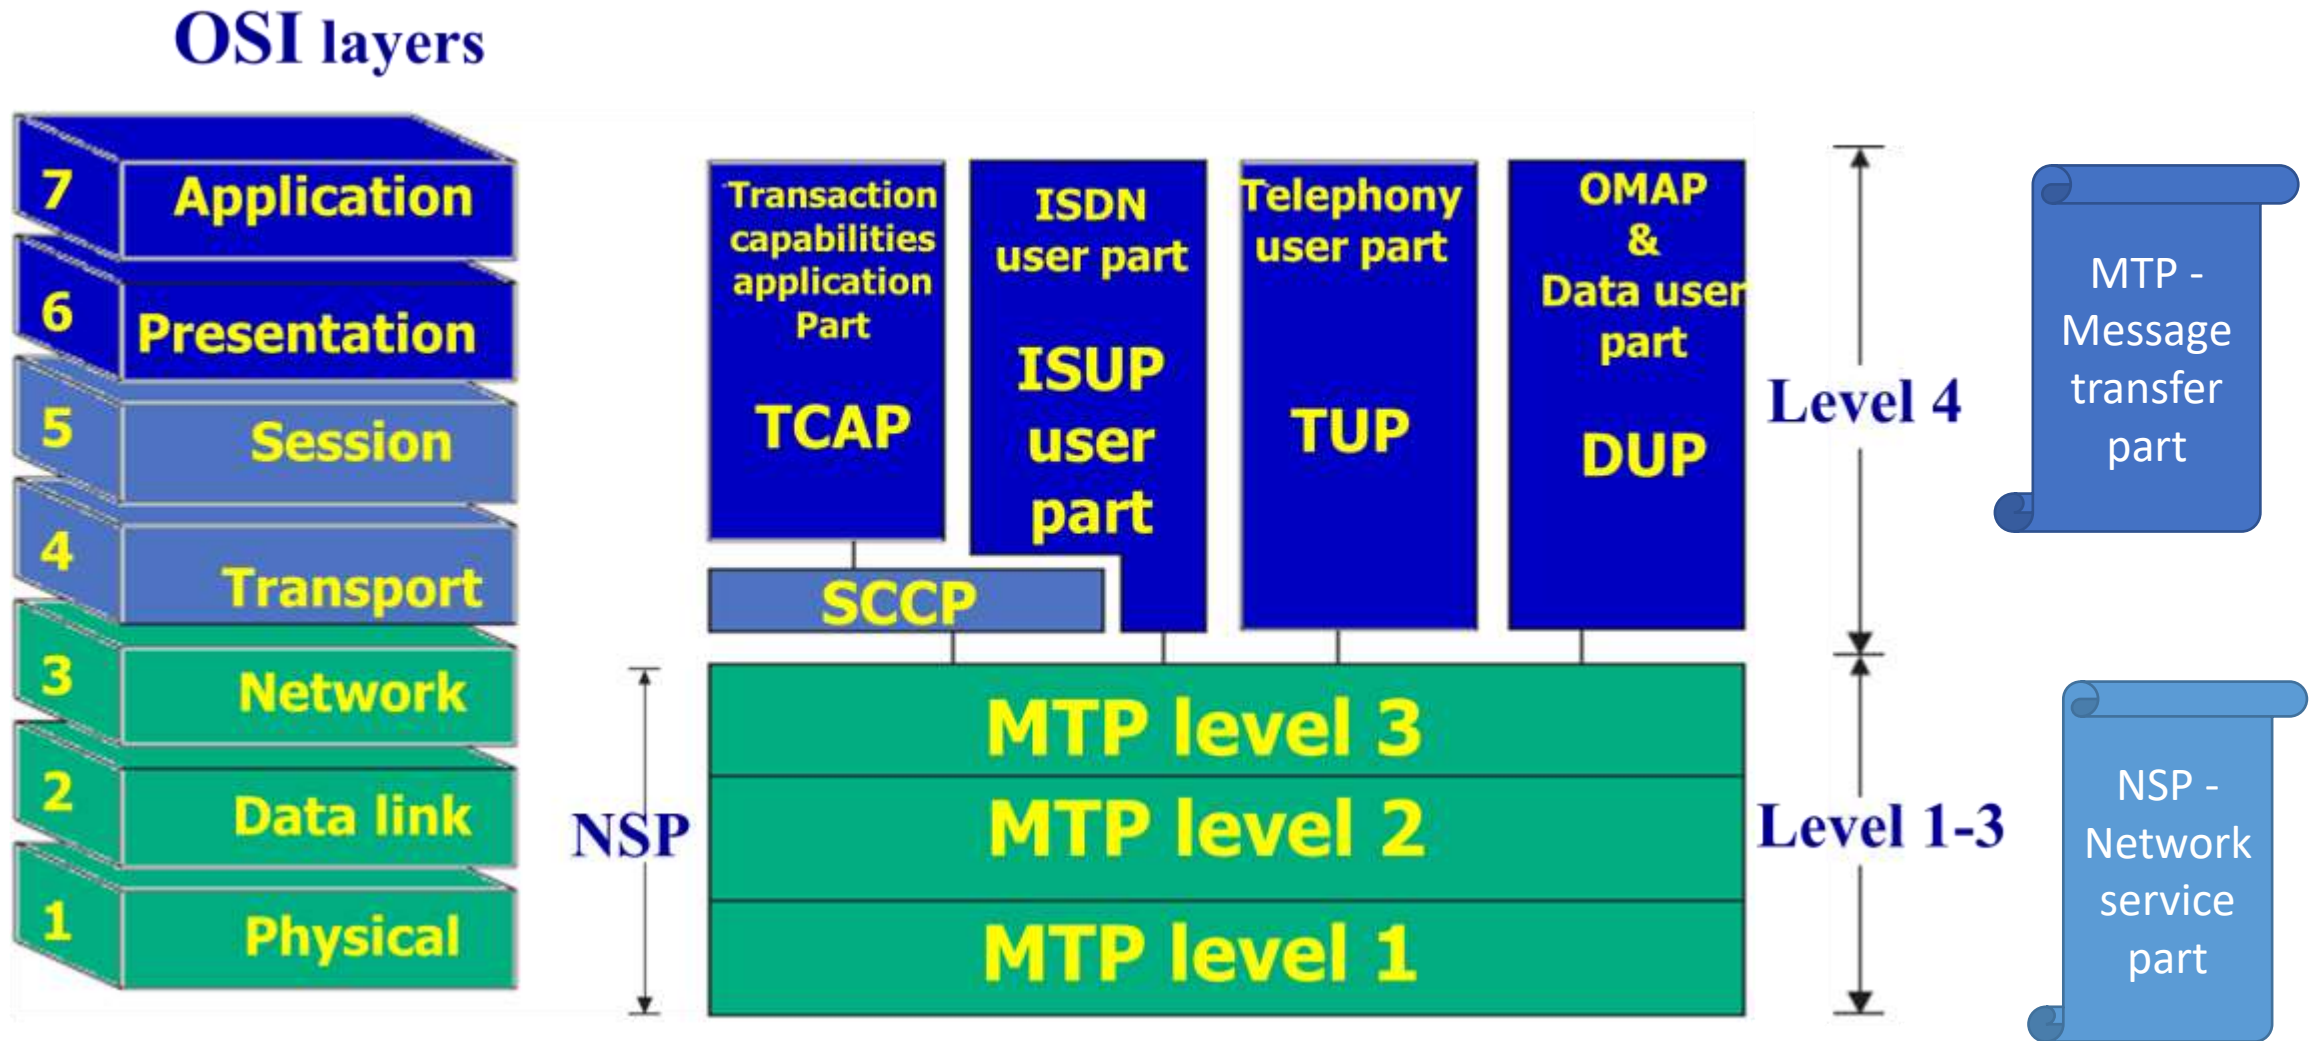 OSI layers
7 Application
6 Presentation
5 Session
4 Transport
3 Network
2 Data link
1 Physical
Transaction
capabilities
application
Part
TCAP
ISDN
user part
ISUP
user
part
Telephony
user part
TUP
OMAP
&
Data user
part
DUP
SCCP
Level 4
MTP -
Message
transfer
part
NSP
MTP level 3
MTP level 2
MTP level 1
Level 1-3
NSP -
Network
service
part